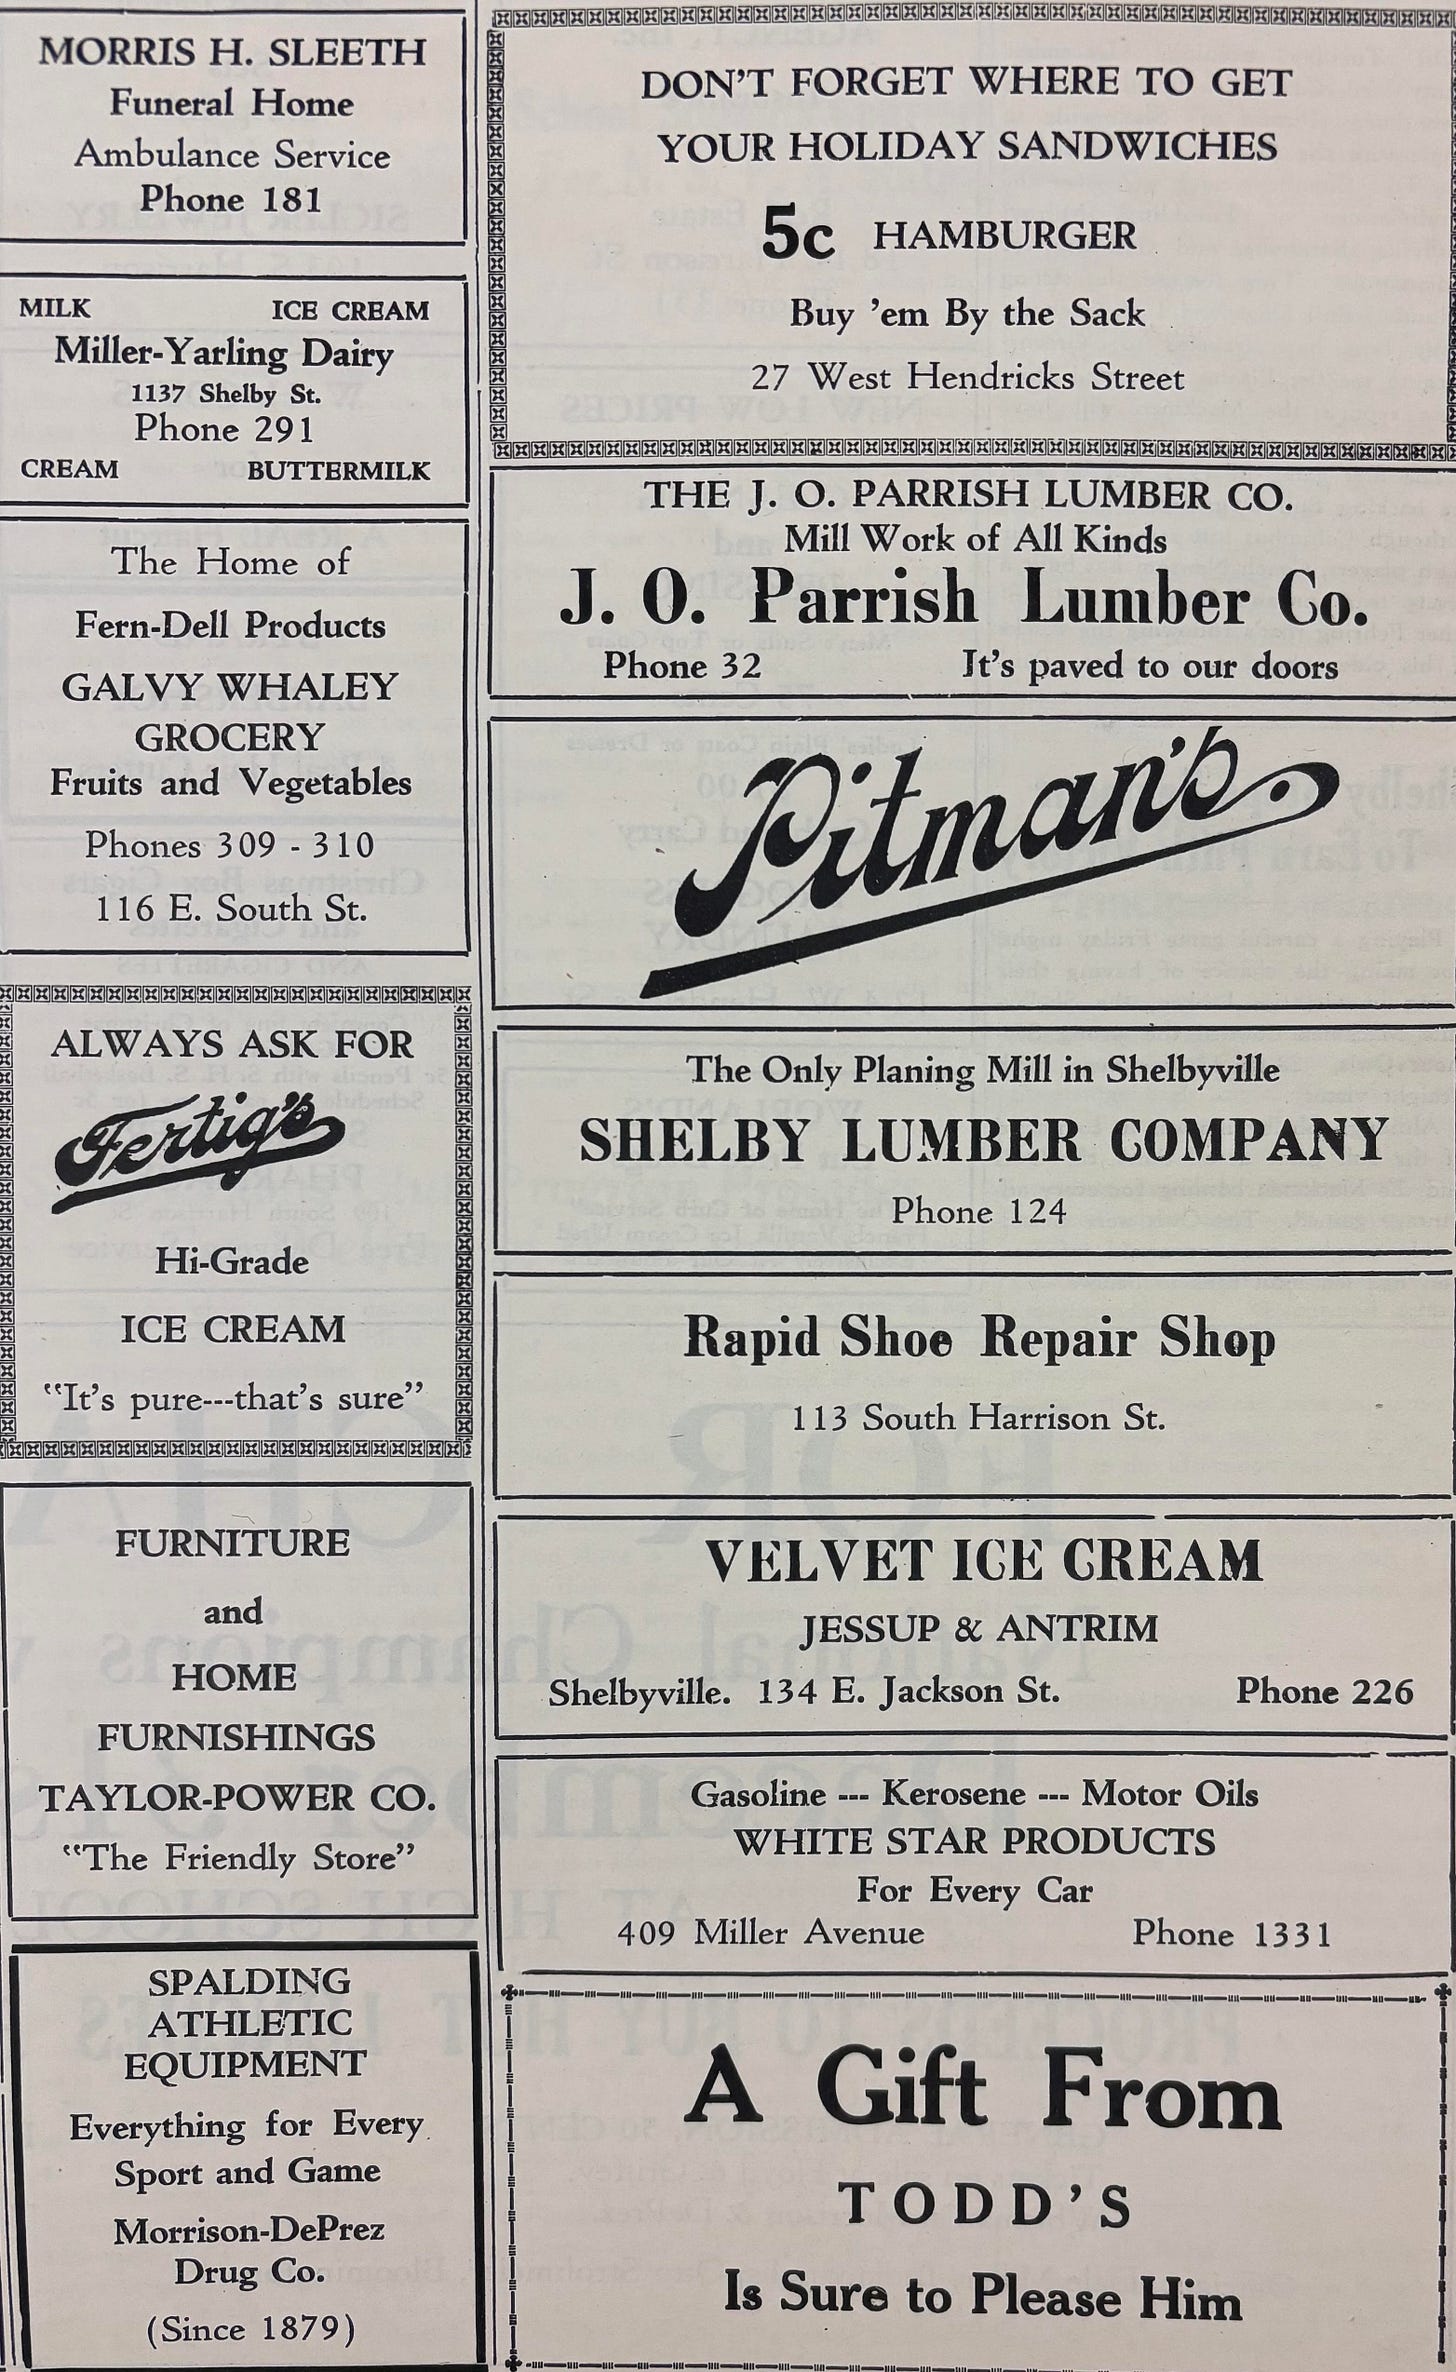 MORRIS H. SLEETH
Funeral Home
Ambulance Service
Phone 181
MILK ICE CREAM
Miller-Yarling Dairy
1137 Shelby St.
Phone 291
CREAM BUTTERMILK
The Home of
Fern-Dell Products
GALVY WHALEY
GROCERY
Fruits and Vegetables
Phones 309 - 310
116 E. South St.
ALWAYS ASK FOR
Fertig's
Hi-Grade
ICE CREAM
"It's pure---that's sure"
FURNITURE
and
HOME
FURNISHINGS
TAYLOR-POWER CO.
"The Friendly Store"
SPALDING
ATHLETIC
EQUIPMENT
Everything for Every
Sport and Game
Morrison-DePrez
Drug Co.
(Since 1879)
DON'T FORGET WHERE TO GET
YOUR HOLIDAY SANDWICHES
5c HAMBURGER
Buy 'em By the Sack
27 West Hendricks Street
THE J. O. PARRISH LUMBER CO.
Mill Work of All Kinds
J. O. Parrish Lumber Co.
Phone 32 It's paved to our doors
Pitman's
The Only Planing Mill in Shelbyville
SHELBY LUMBER COMPANY
Phone 124
Rapid Shoe Repair Shop
113 South Harrison St.
VELVET ICE CREAM
JESSUP & ANTRIM
Shelbyville. 134 E. Jackson St. Phone 226
Gasoline --- Kerosene --- Motor Oils
WHITE STAR PRODUCTS
For Every Car
409 Miller Avenue Phone 1331
A Gift From
TODD'S
Is Sure to Please Him